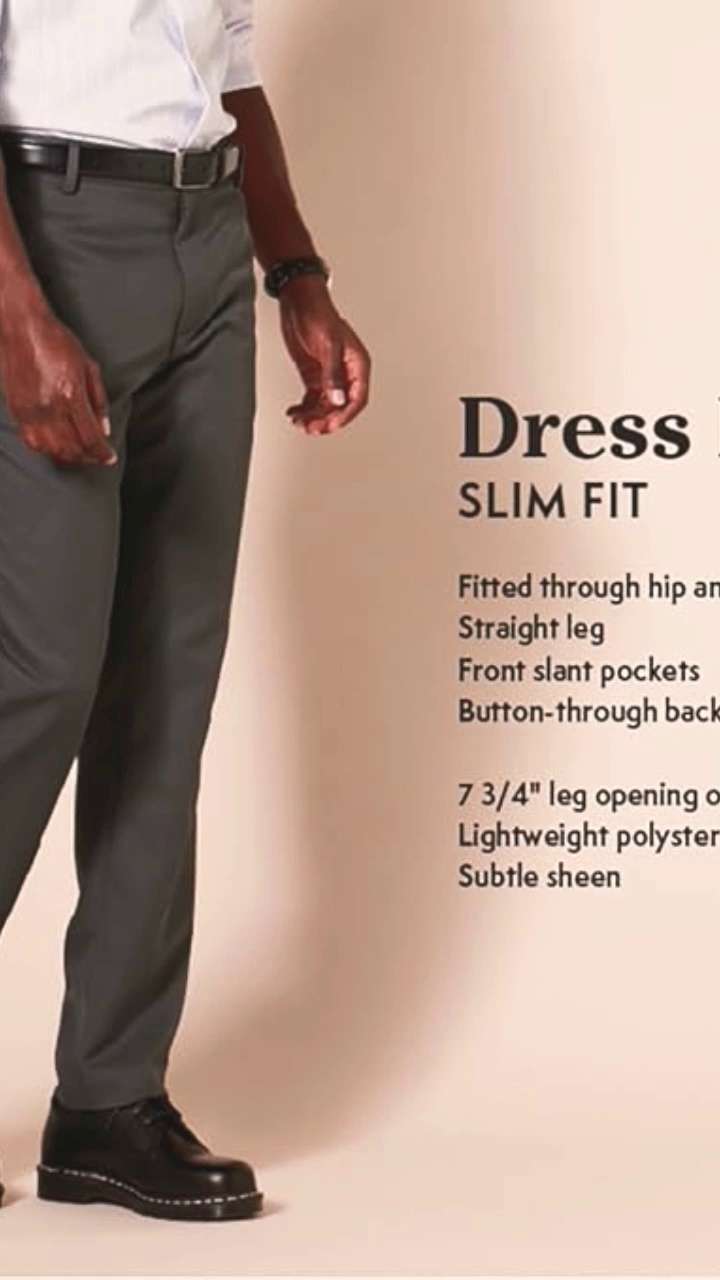 Dress
SLIM FIT
Fitted through hip
Straight leg
Front slant pockets
Button-through back
7 3/4" leg opening
Lightweight
Subtle sheen